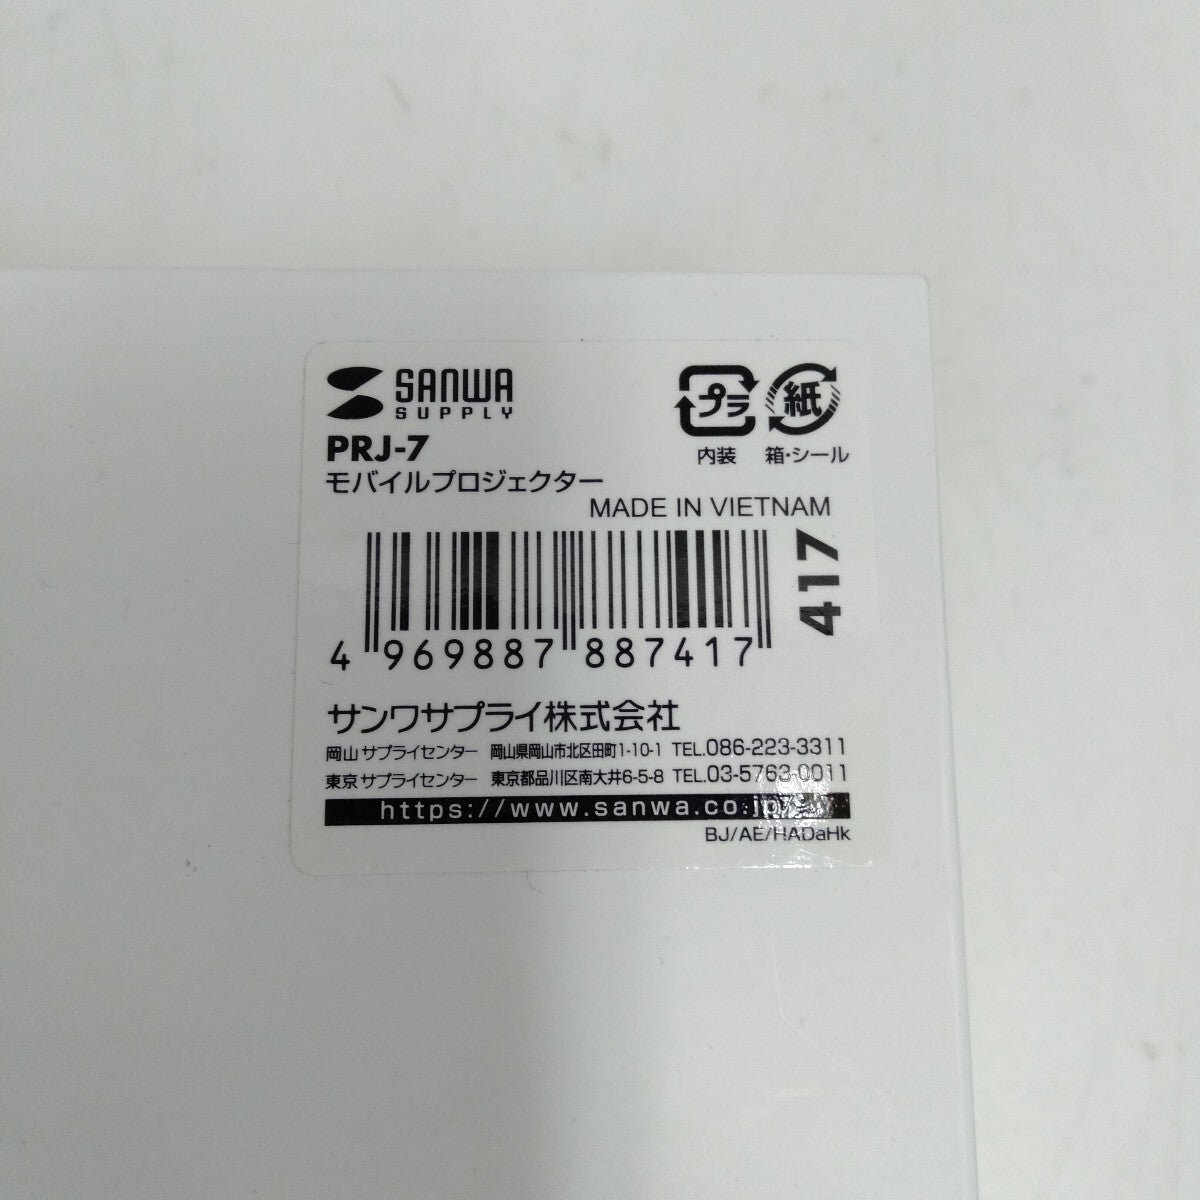 SANWA
SUPPLY
プラ 紙
内装 箱・シール
PRJ-7
モバイルプロジェクター
MADE IN VIETNAM
417
4 969887 887417
サンワサプライ株式会社
岡山サプライセンター 岡山県岡山市北区田町1-10-1 TEL.086-223-3311
東京サプライセンター 東京都品川区南大井6-5-8 TEL.03-5763-0011
https://www.sanwa.co.jp/
BJ/AE/HADaHk